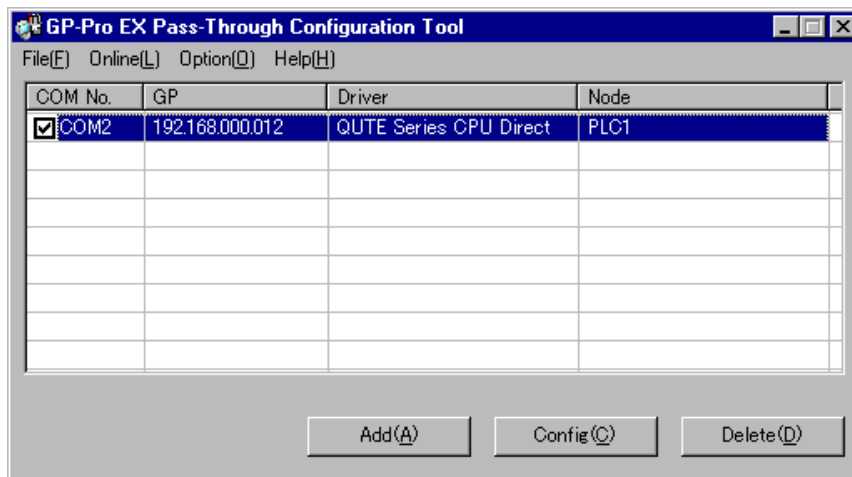 GP-Pro EX Pass-Through Configuration Tool
File(F) Online(L) Option(O) Help(H)
COM No. GP Driver Node
COM2 192.168.000.012 QUTE Series CPU Direct PLC1
Add(A) Config(C) Delete(D)